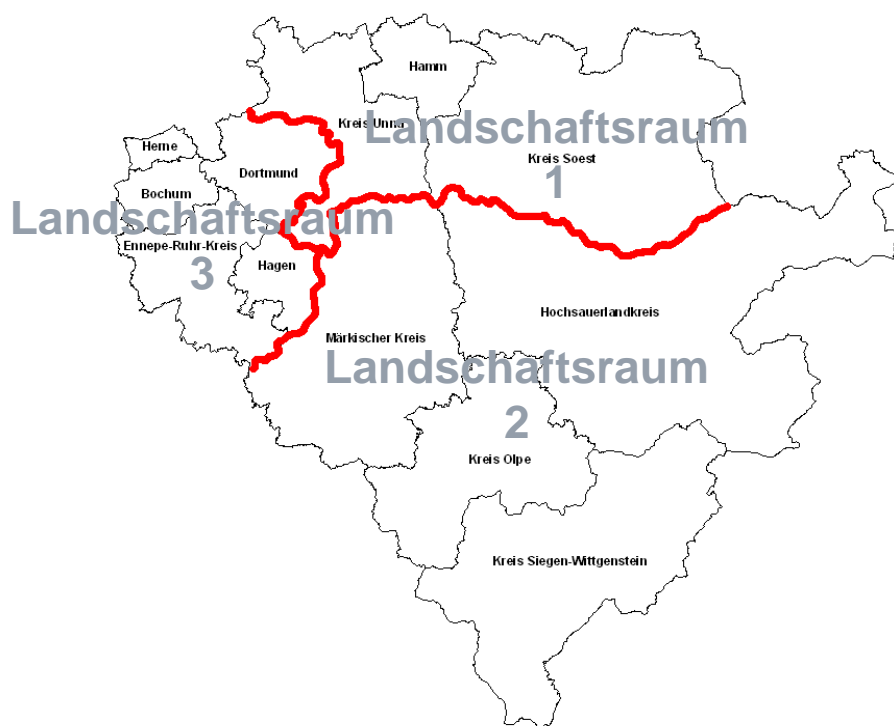 Hamm
Landschaftsraum
1
Kreis Unna
Kreis Soest
Herne
Dortmund
Bochum
Landschaftsraum
3
Ennepe-Ruhr-Kreis
Hagen
Hochsauerlandkreis
Märkischer Kreis
Landschaftsraum
2
Kreis Olpe
Kreis Siegen-Wittgenstein